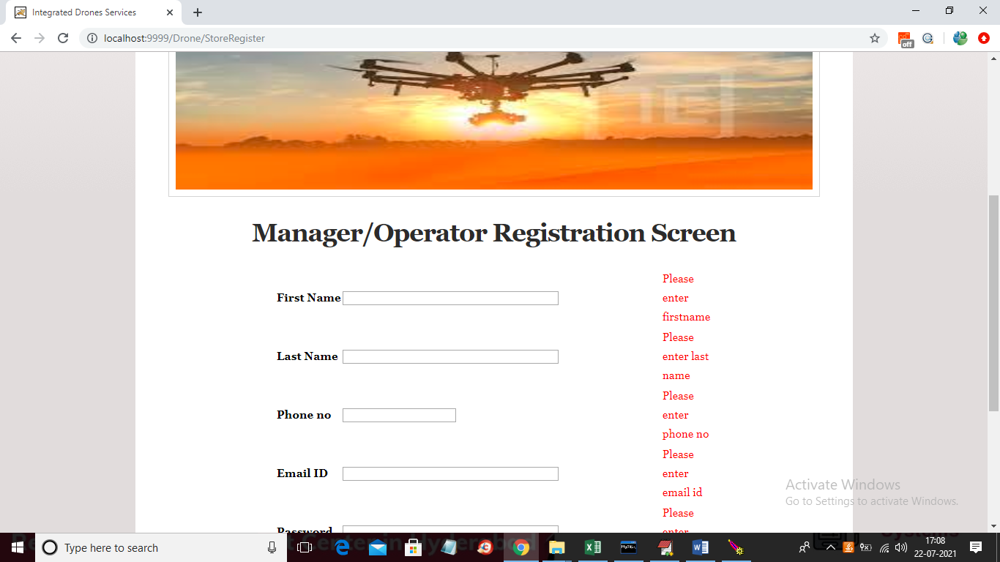 Integrated Drones Services
localhost:9999/Drone/StoreRegister
off
Manager/Operator Registration Screen
First Name
Please
enter
firstname
Last Name
Please
enter last
name
Phone no
Please
enter
phone no
Email ID
Please
enter
email id
Password
Please
enter
Activate Windows
Go to Settings to activate Windows.
Type here to search
MySQL
17:08
22-07-2021